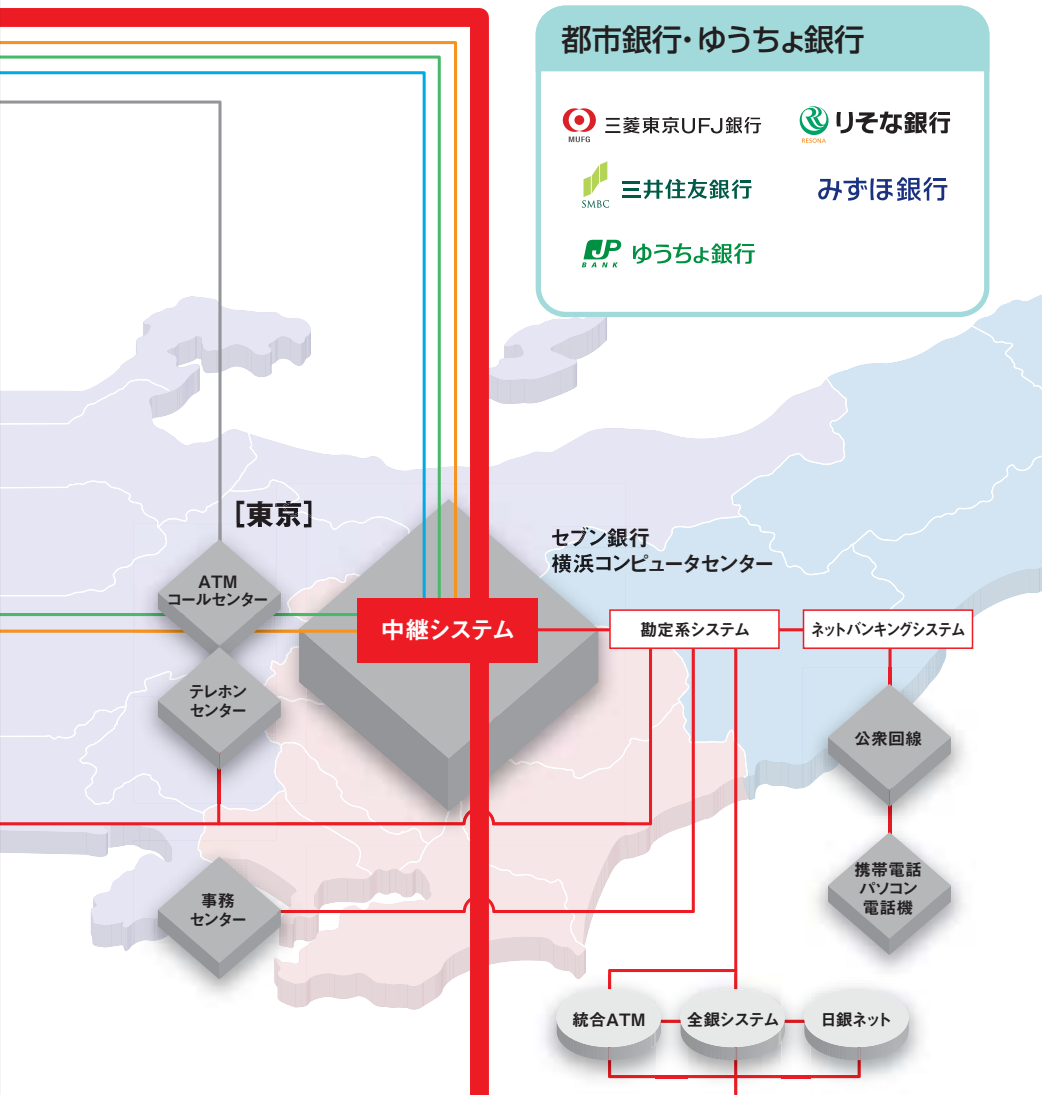 都市銀行・ゆうちょ銀行
MUFG
三菱東京UFJ銀行
RESONA
りそな銀行
SMBC
三井住友銀行
みずほ銀行
JP
BANK
ゆうちょ銀行
[東京]
セブン銀行
横浜コンピュータセンター
ATM
コールセンター
中継システム
勘定系システム
ネットバンキングシステム
テレホン
センター
公衆回線
事務
センター
携帯電話
パソコン
電話機
統合ATM
全銀システム
日銀ネット